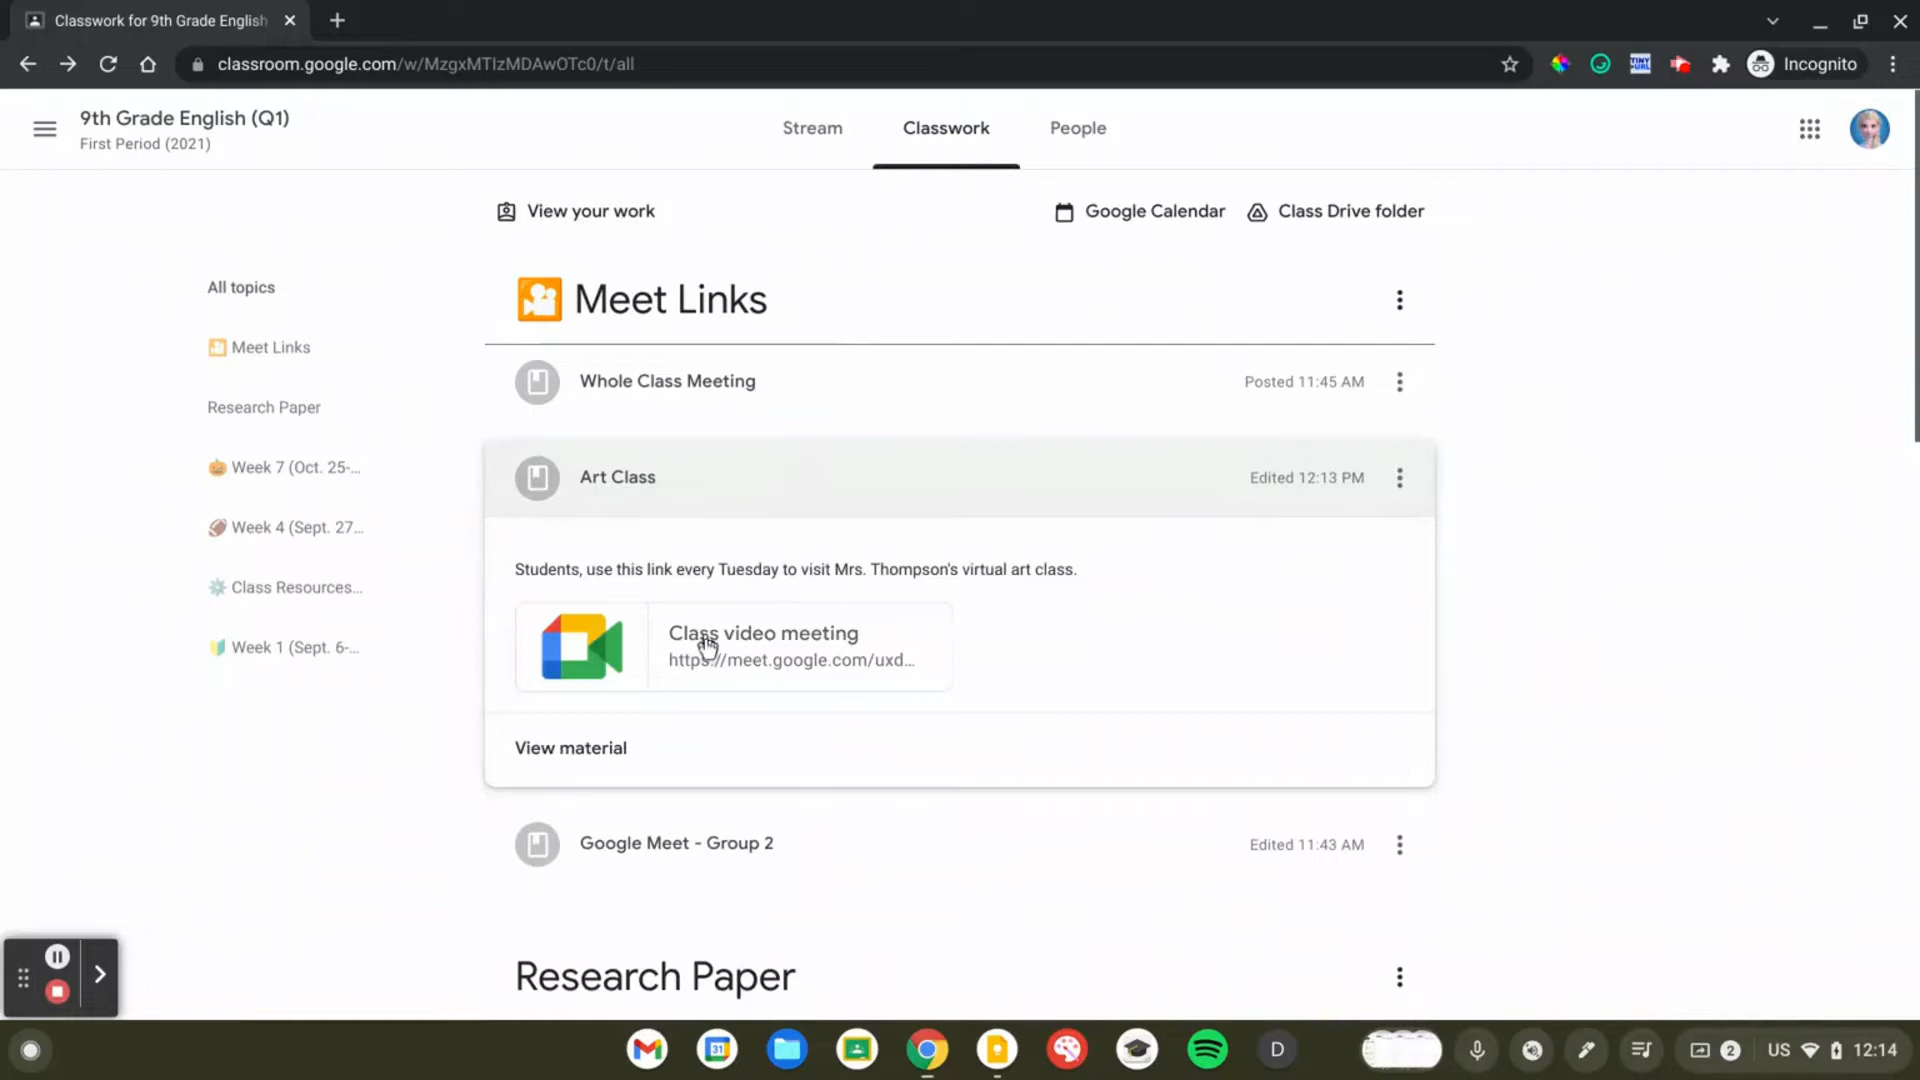 Classwork for 9th Grade English
classroom.google.com/w/MzgxMTIzMDAwOTc0/t/all
TINY URL
Incognito
9th Grade English (Q1)
First Period (2021)
Stream
Classwork
People
View your work
Google Calendar
Class Drive folder
All topics
Meet Links
Research Paper
Week 7 (Oct. 25-...
Week 4 (Sept. 27...
Class Resources...
Week 1 (Sept. 6-...
Meet Links
Whole Class Meeting
Posted 11:45 AM
Art Class
Edited 12:13 PM
Students, use this link every Tuesday to visit Mrs. Thompson's virtual art class.
Class video meeting
https://meet.google.com/uxd...
View material
Google Meet - Group 2
Edited 11:43 AM
Research Paper
31
D
2
US
12:14